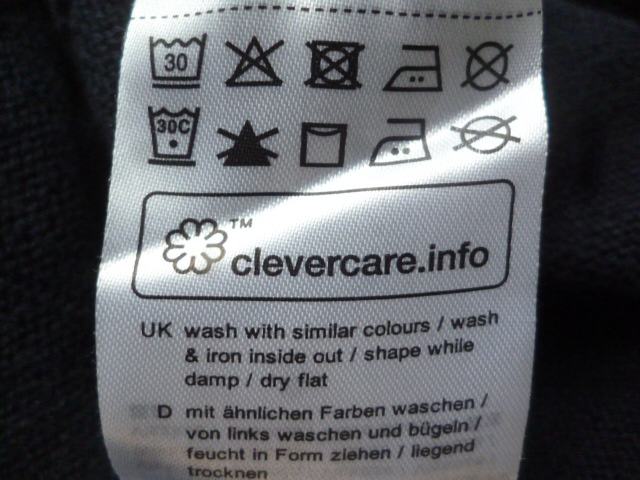 30
30C
™
clevercare.info
UK wash with similar colours / wash
& iron inside out / shape while
damp / dry flat
D mit ähnlichen Farben waschen /
von links waschen und bügeln /
feucht in Form ziehen / liegend
trocknen